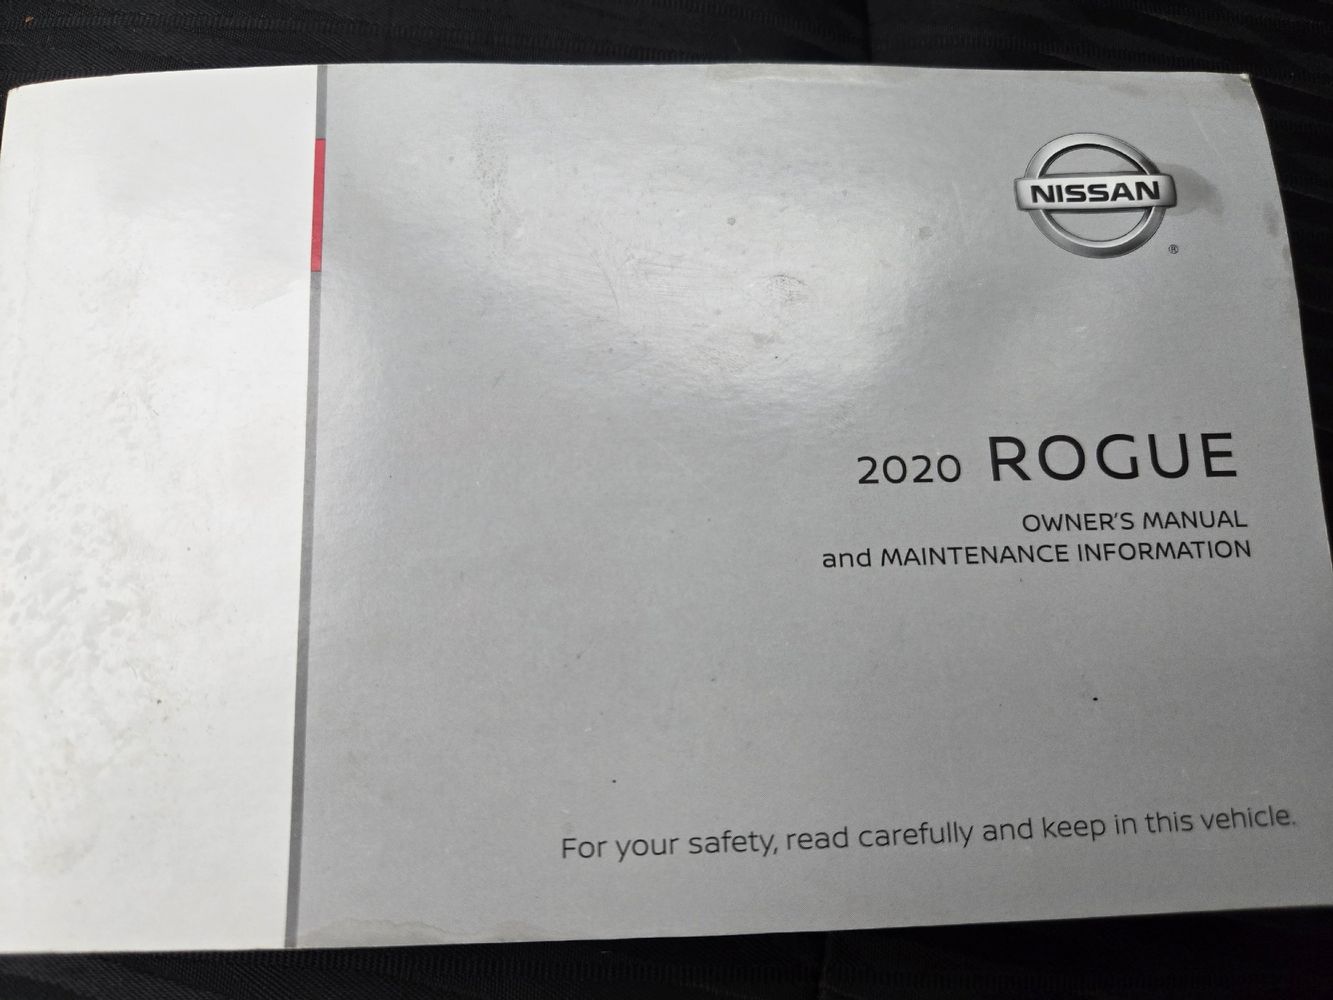 NISSAN
®
2020 ROGUE
OWNER'S MANUAL
and MAINTENANCE INFORMATION
For your safety, read carefully and keep in this vehicle.